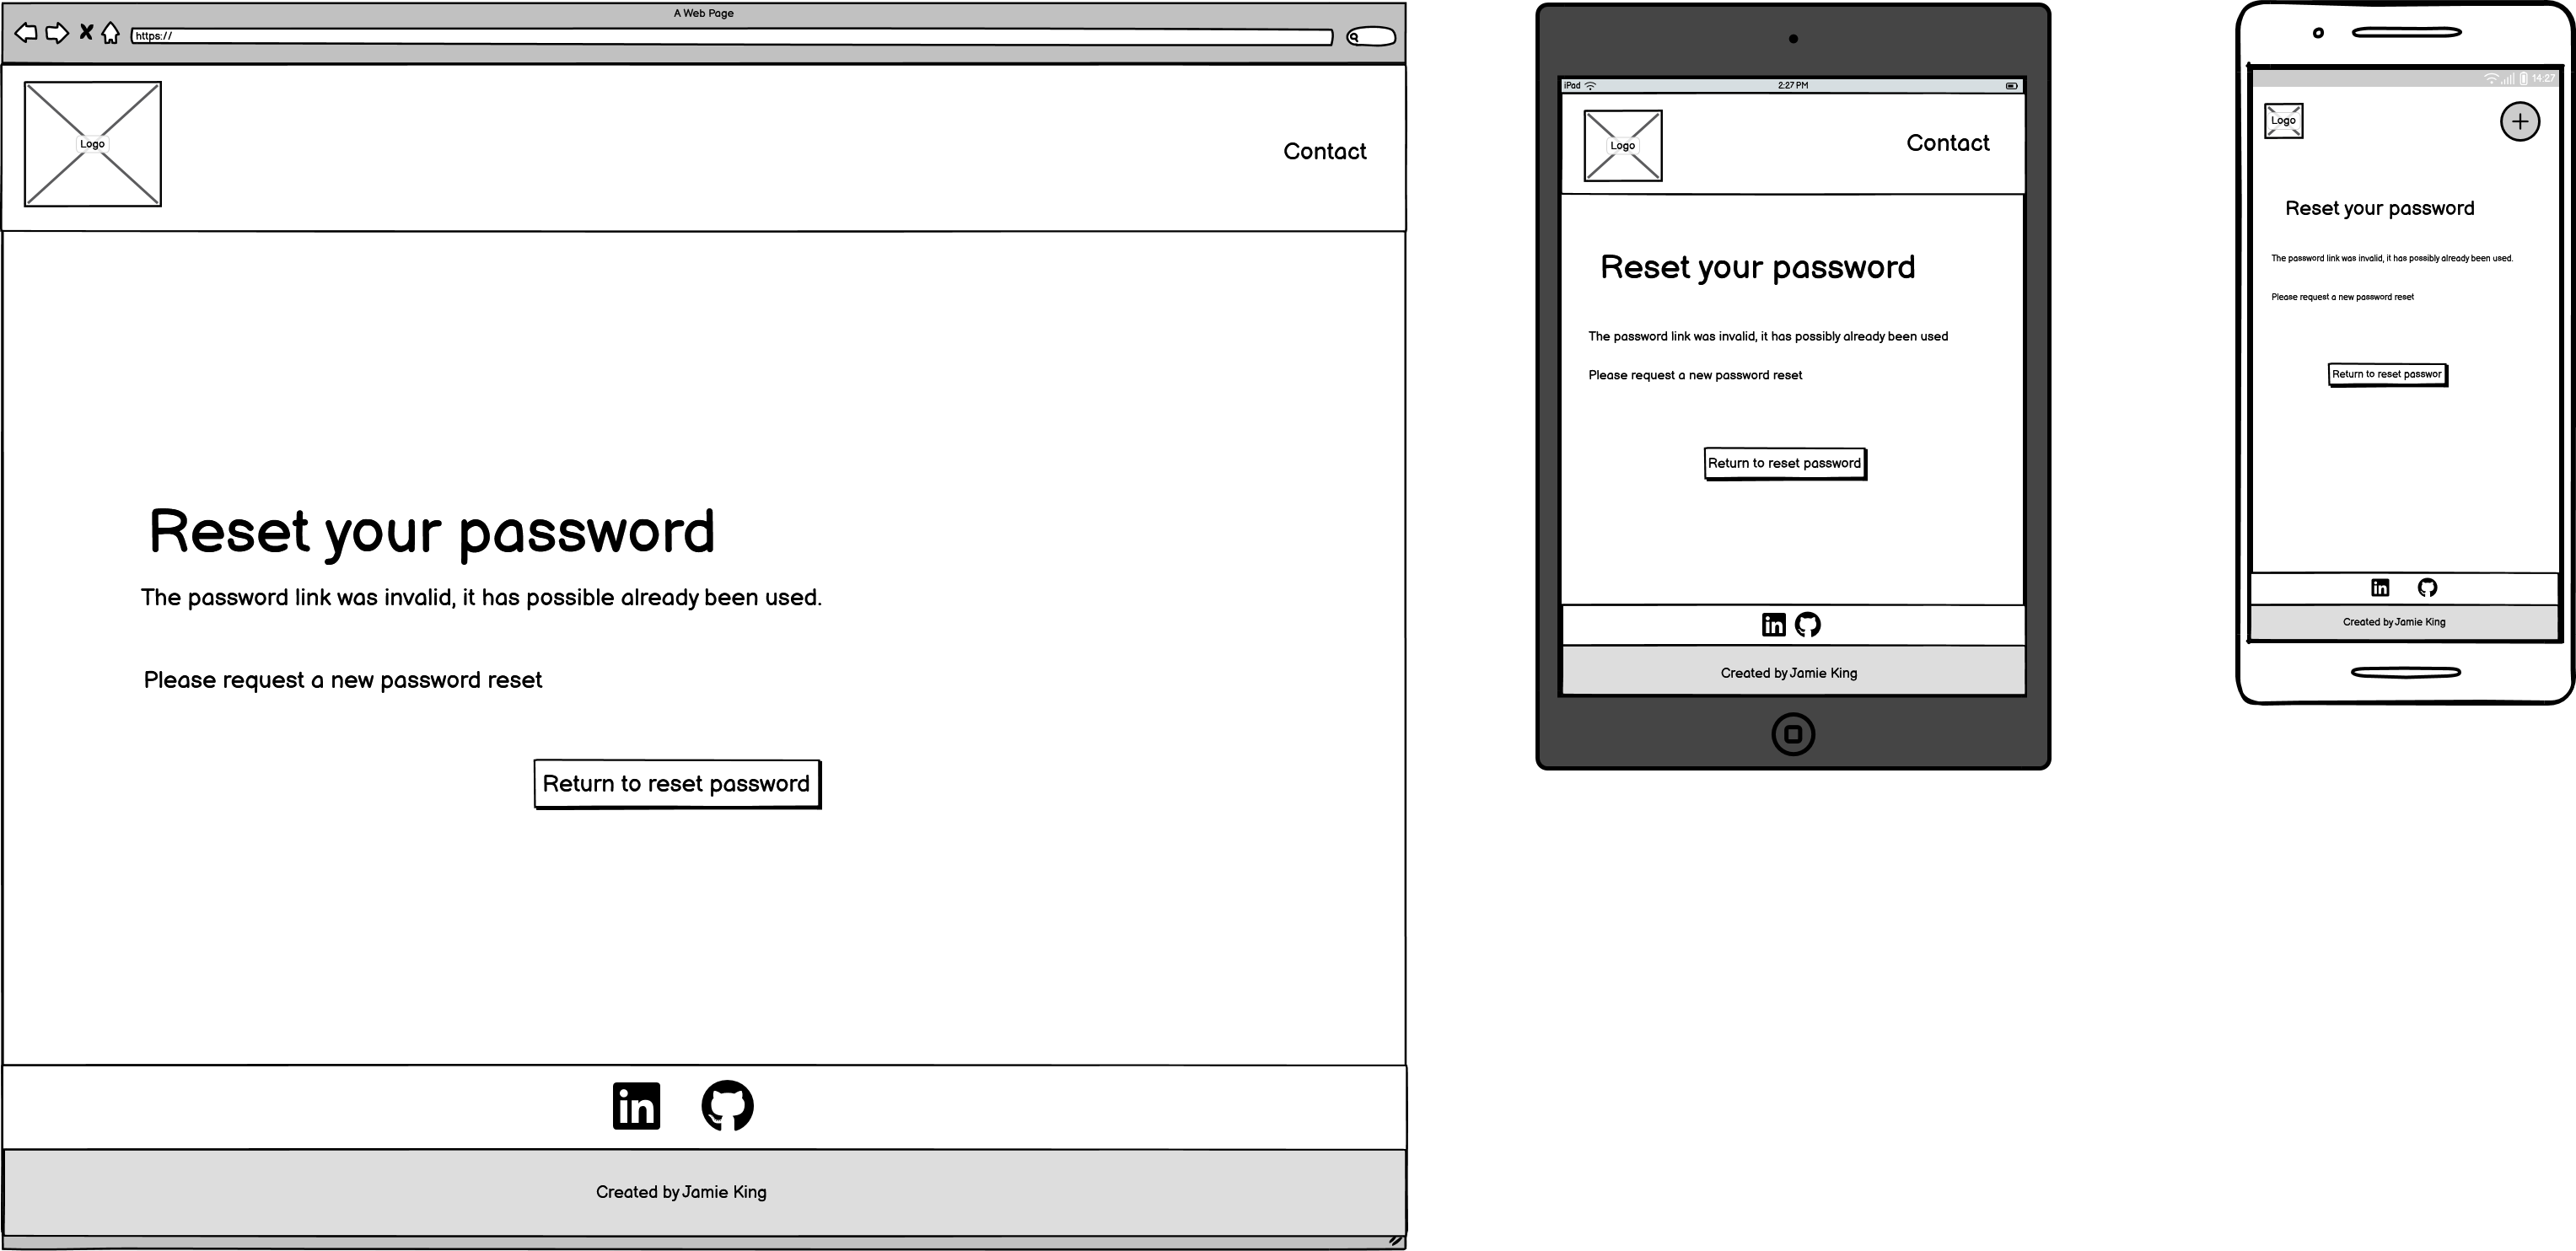 A Web Page
https://
Logo
Contact
Reset your password
The password link was invalid, it has possible already been used.
Please request a new password reset
Return to reset password
in
Created by Jamie King
iPad
2:27 PM
Logo
Contact
Reset your password
The password link was invalid, it has possibly already been used
Please request a new password reset
Return to reset password
in
Created by Jamie King
14:27
Logo
Reset your password
The password link was invalid, it has possibly already been used.
Please request a new password reset
Return to reset passwor
in
Created by Jamie King